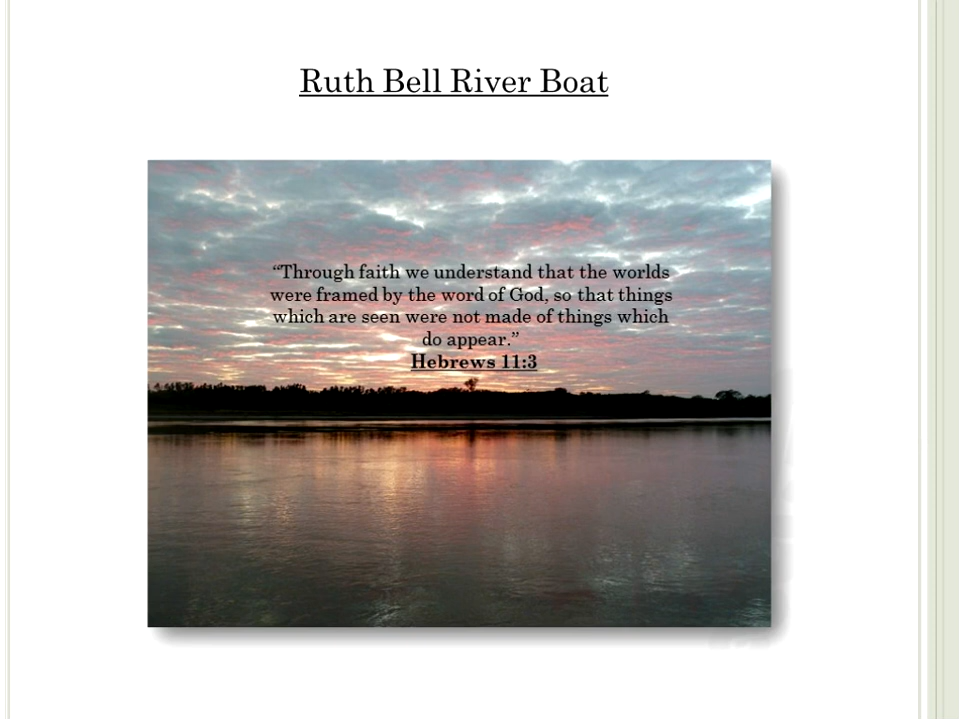 Ruth Bell River Boat
“Through faith we understand that the worlds
were framed by the word of God, so that things
which are seen were not made of things which
do appear.”
Hebrews 11:3